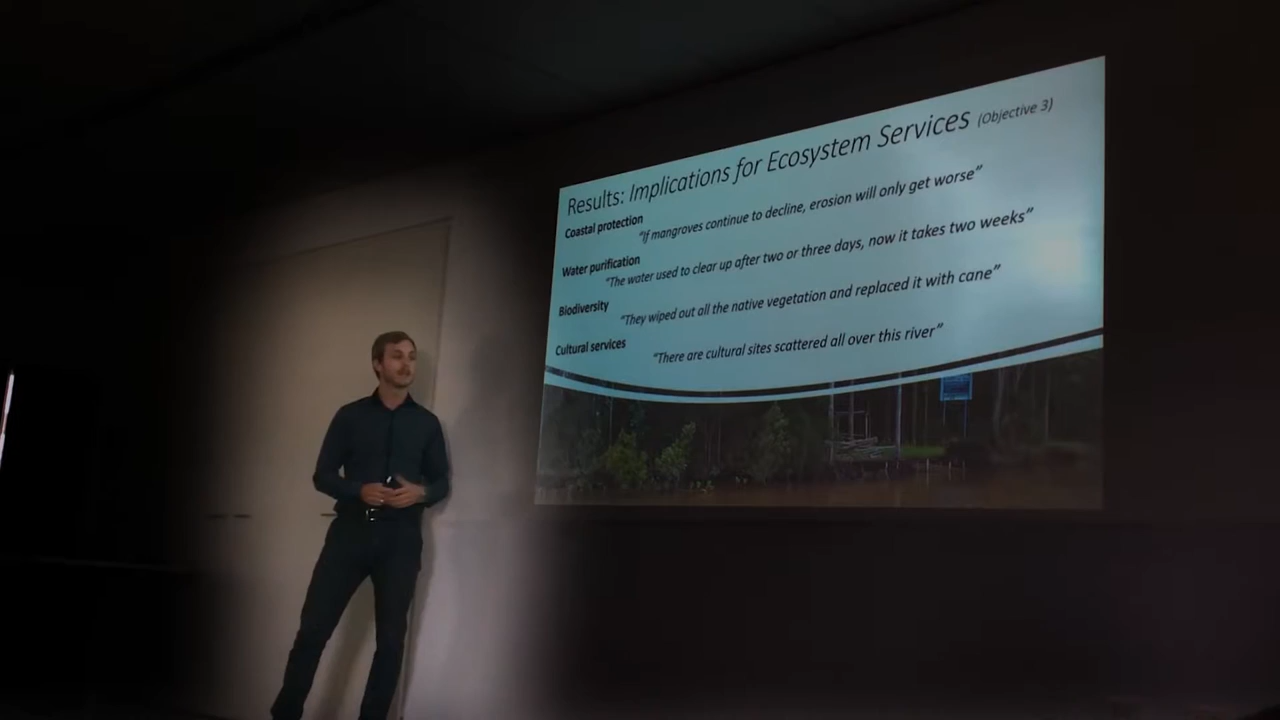 Results: Implications for Ecosystem Services (Objective 3)
Coastal protection
“If mangroves continue to decline, erosion will only get worse”
Water purification
“The water used to clear up after two or three days, now it takes two weeks”
Biodiversity
“They wiped out all the native vegetation and replaced it with cane”
Cultural services
“There are cultural sites scattered all over this river”